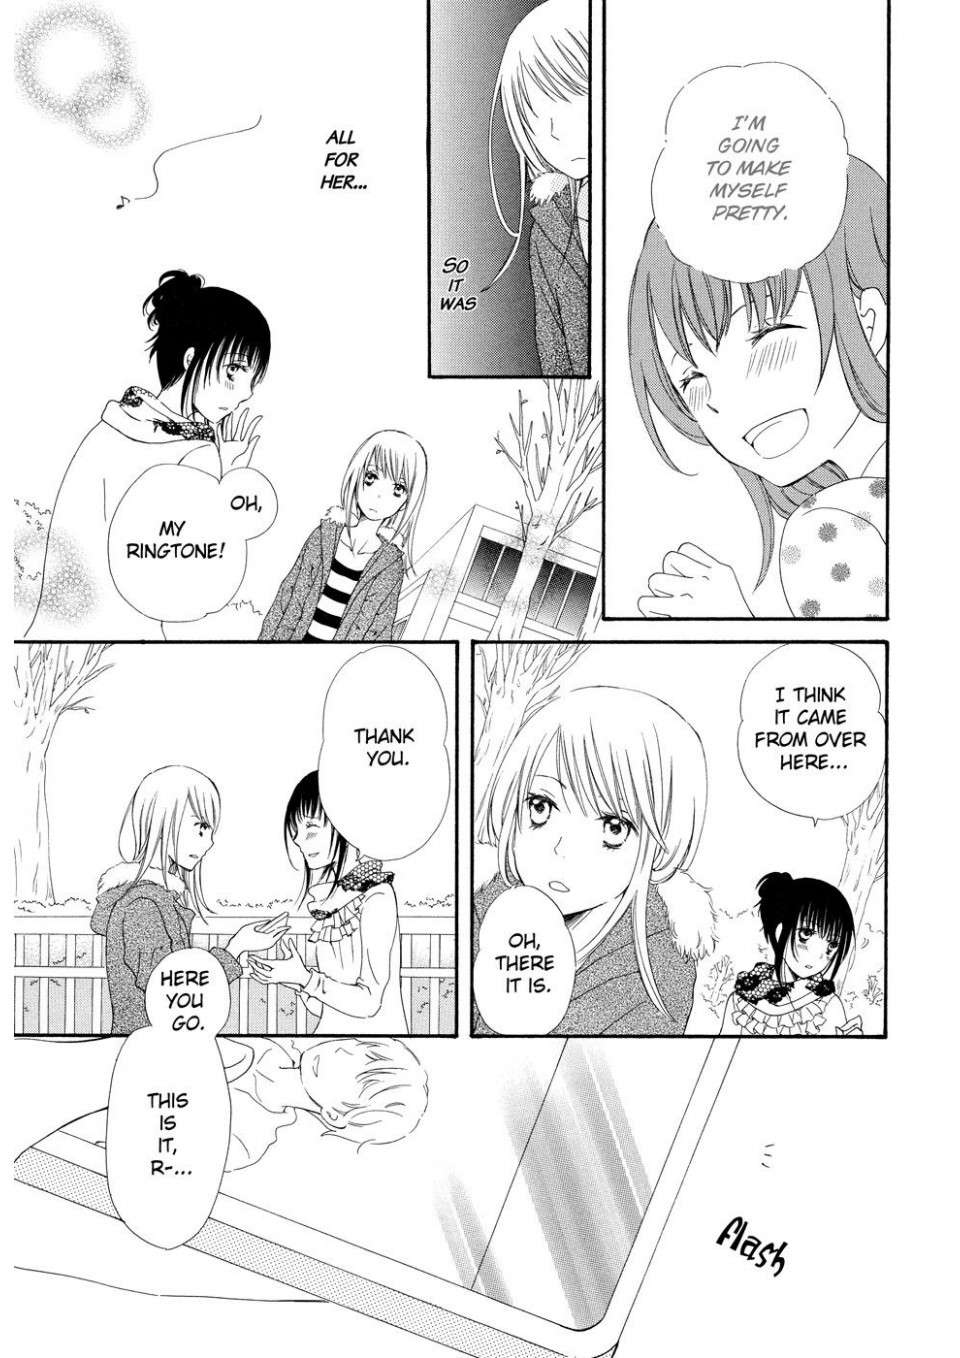 I'M
GOING
TO MAKE
MYSELF
PRETTY.
SO
IT
WAS
ALL
FOR
HER...
OH,
MY
RINGTONE!
I THINK
IT CAME
FROM OVER
HERE...
OH,
THERE
IT IS.
THANK
YOU.
HERE
YOU
GO.
THIS
IS
IT,
R-...
flash